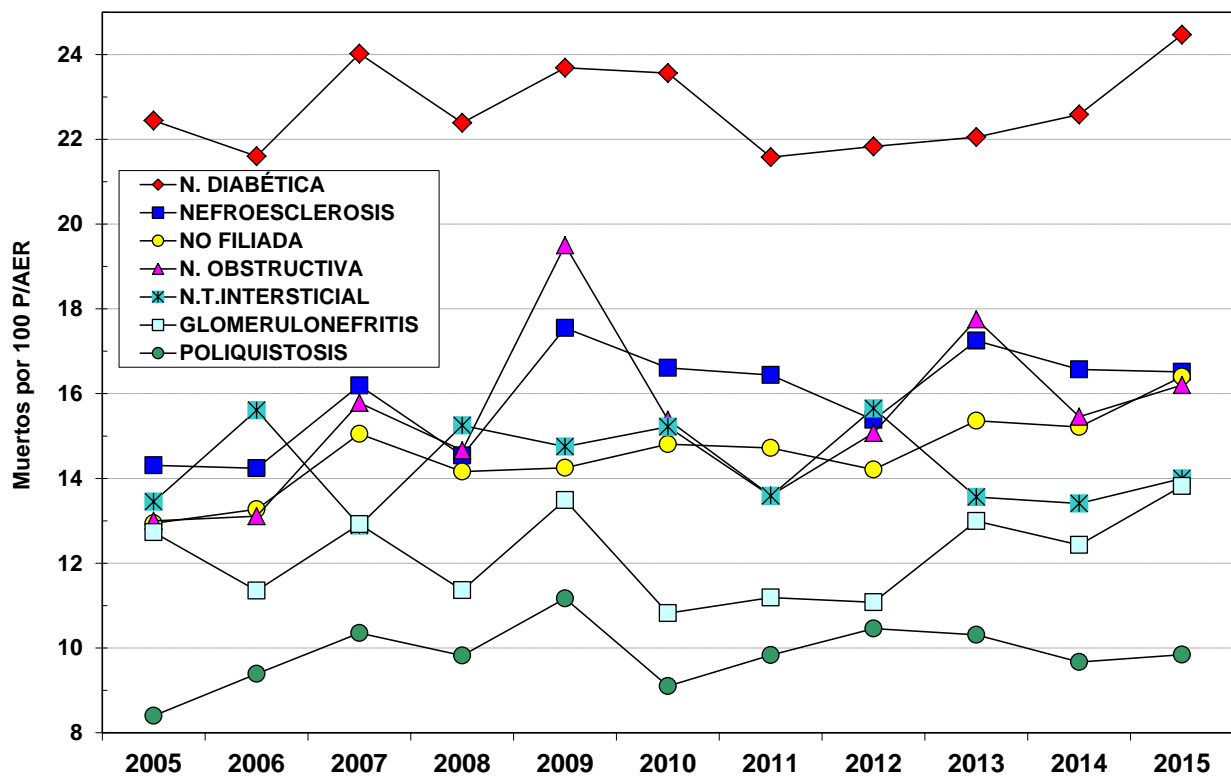 Muertos por 100 P/AER
24
22
20
18
16
14
12
10
8
N. DIABÉTICA
NEFROESCLEROSIS
NO FILIADA
N. OBSTRUCTIVA
N.T.INTERSTICIAL
GLOMERULONEFRITIS
POLIQUISTOSIS
2005 2006 2007 2008 2009 2010 2011 2012 2013 2014 2015